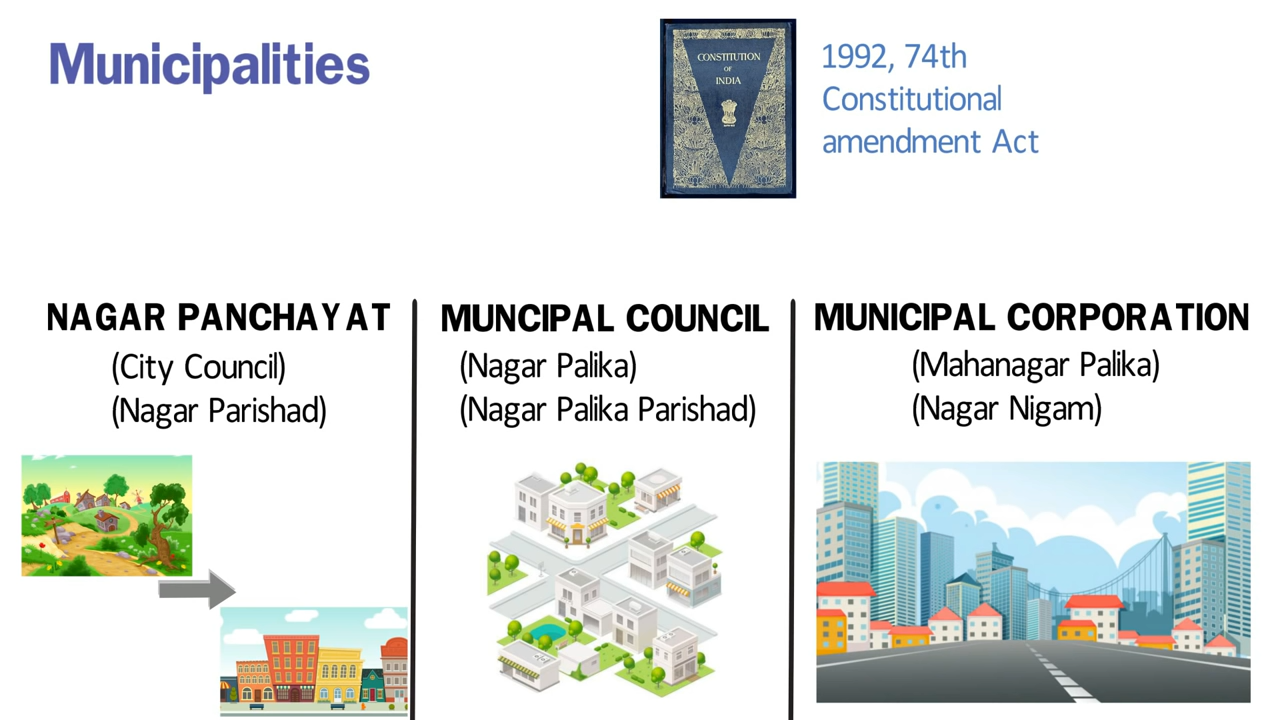 Municipalities
CONSTITUTION
OF
INDIA
1992, 74th
Constitutional
amendment Act
NAGAR PANCHAYAT
(City Council)
(Nagar Parishad)
MUNCIPAL COUNCIL
(Nagar Palika)
(Nagar Palika Parishad)
MUNICIPAL CORPORATION
(Mahanagar Palika)
(Nagar Nigam)